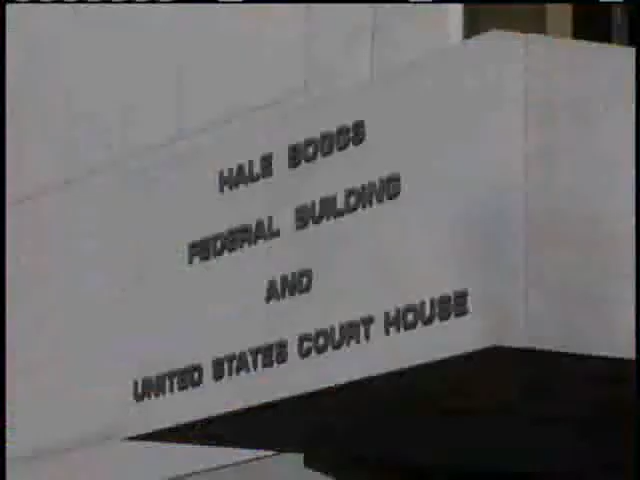 HALE BOGGS
FEDERAL BUILDING
AND
UNITED STATES COURT HOUSE